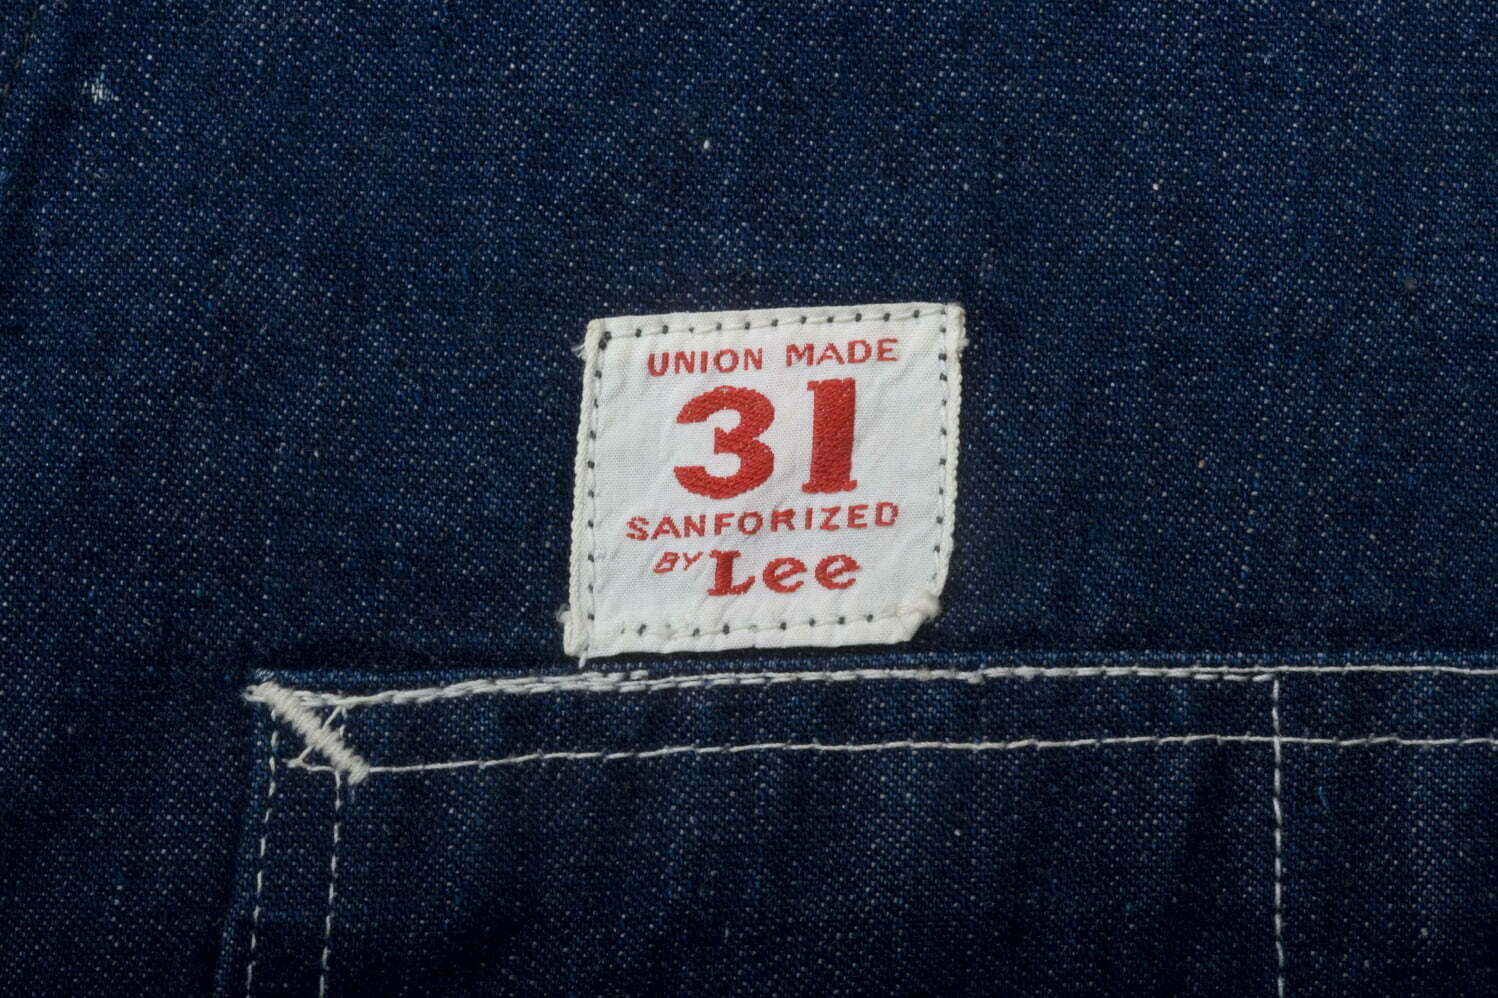 UNION MADE
31
SANFORIZED
BY Lee